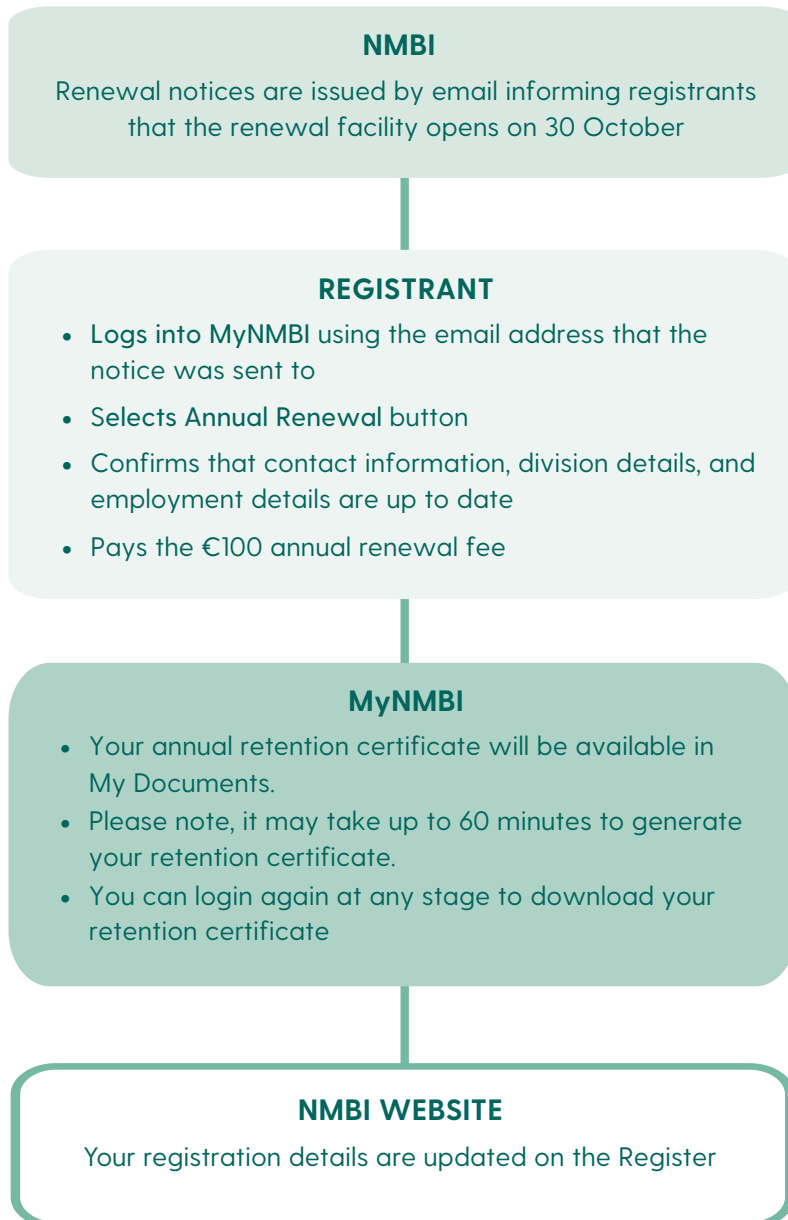 NMBI
Renewal notices are issued by email informing registrants
that the renewal facility opens on 30 October
REGISTRANT
• Logs into MyNMBI using the email address that the
notice was sent to
• Selects Annual Renewal button
• Confirms that contact information, division details, and
employment details are up to date
• Pays the €100 annual renewal fee
MyNMBI
• Your annual retention certificate will be available in
My Documents.
• Please note, it may take up to 60 minutes to generate
your retention certificate.
• You can login again at any stage to download your
retention certificate
NMBI WEBSITE
Your registration details are updated on the Register